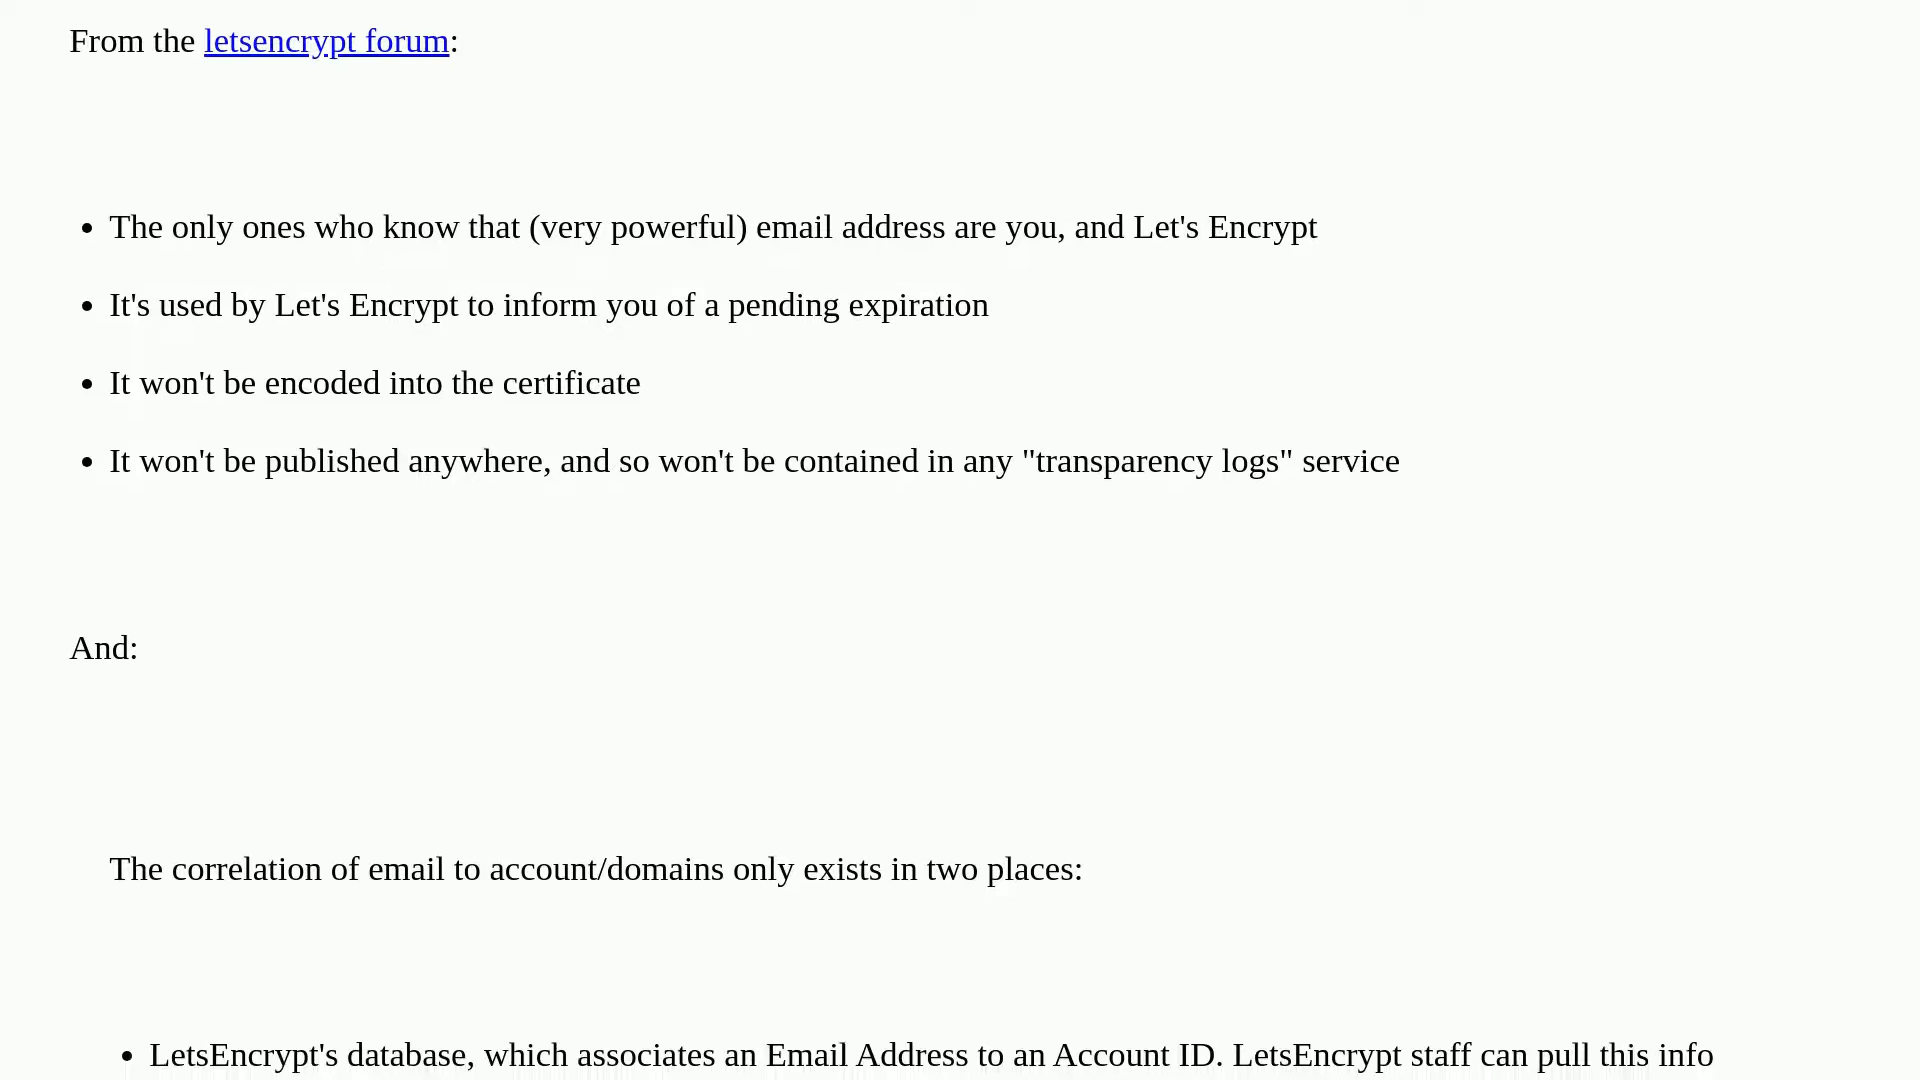 From the letsencrypt forum:
The only ones who know that (very powerful) email address are you, and Let's Encrypt
It's used by Let's Encrypt to inform you of a pending expiration
It won't be encoded into the certificate
It won't be published anywhere, and so won't be contained in any "transparency logs" service
And:
The correlation of email to account/domains only exists in two places:
LetsEncrypt's database, which associates an Email Address to an Account ID. LetsEncrypt staff can pull this info